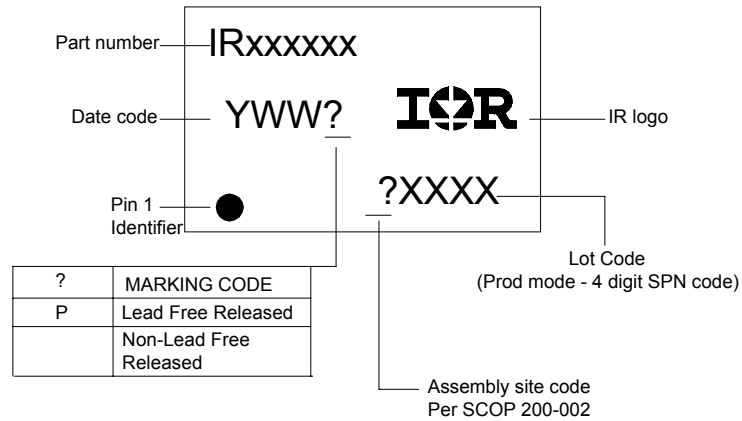 Part number
IRxxxxxx
Date code
YWW?
IOR
IR logo
Pin 1
Identifier
?XXXX
Lot Code
(Prod mode - 4 digit SPN code)
? MARKING CODE
P Lead Free Released
Non-Lead Free
Released
Assembly site code
Per SCOP 200-002